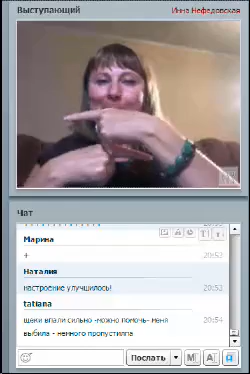 Выступающий Инна Нефедовская
Чат
Марина
+ 20:53
Наталия
настроение улучшилось! 20:53
tatiana
щеки впали сильно -можно помочь- меня 20:54
выбила - немного пропустилпа
Послать